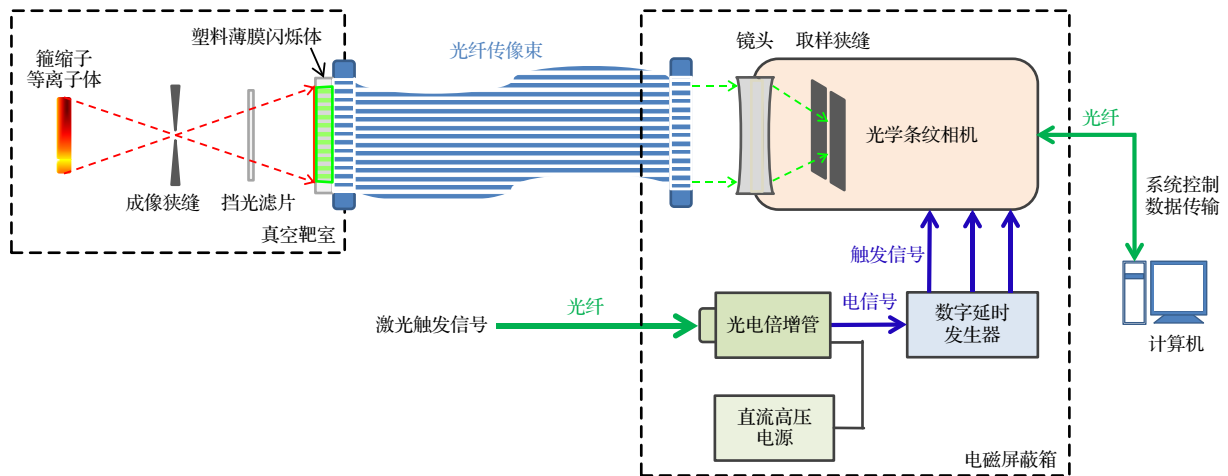 箍缩子
等离子体
塑料薄膜闪烁体
成像狭缝
挡光滤片
真空靶室
光纤传像束
镜头
取样狭缝
光学条纹相机
光纤
系统控制
数据传输
计算机
触发信号
激光触发信号
光纤
光电倍增管
电信号
数字延时
发生器
直流高压
电源
电磁屏蔽箱